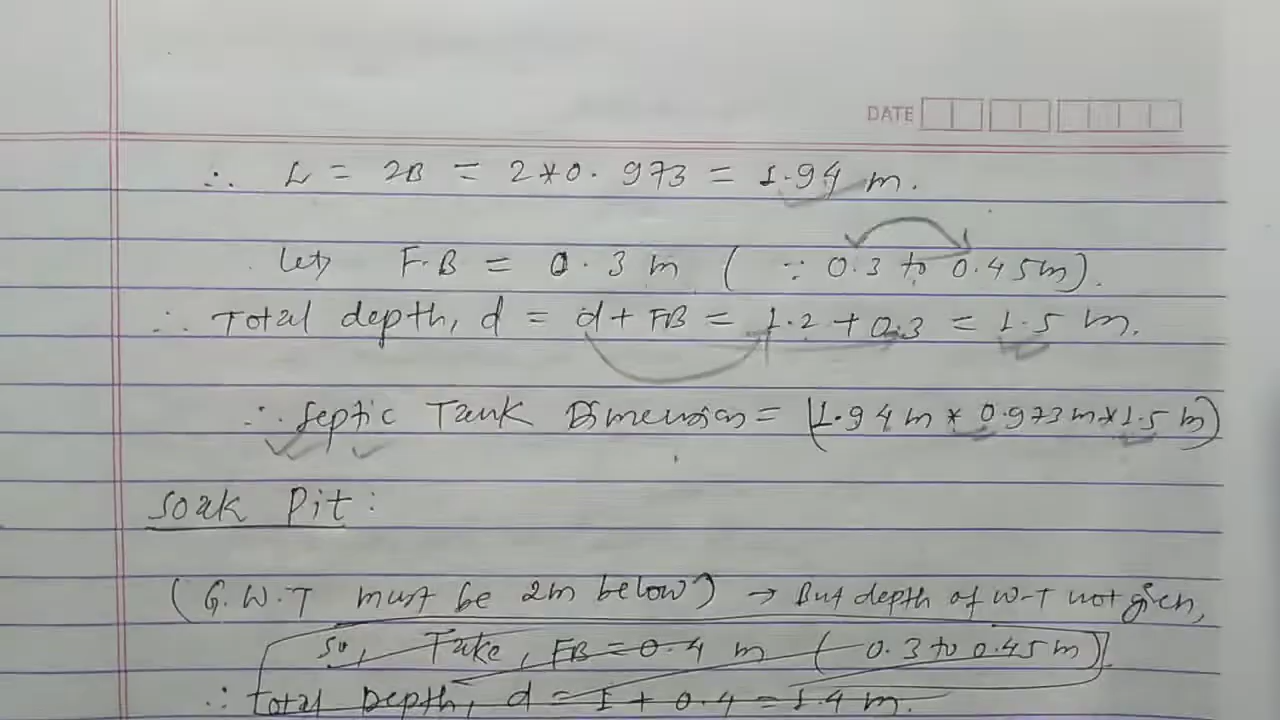 DATE
∴ L = 2B = 2*0.973 = 1.94 m.
Let, F.B = 0.3 m ( ∵ 0.3 to 0.45m).
∴ Total depth, d = d + FB = 1.2 + 0.3 = 1.5 m.
∴ Septic Tank Dimension = (1.94m * 0.973m * 1.5 m)
Soak Pit :
(G.W.T must be 2m below) → But depth of W.T not given,
so, Take, FB = 0.4 m ( 0.3 to 0.45m)
∴ total Depth, d = 1 + 0.4 = 1.4 m.